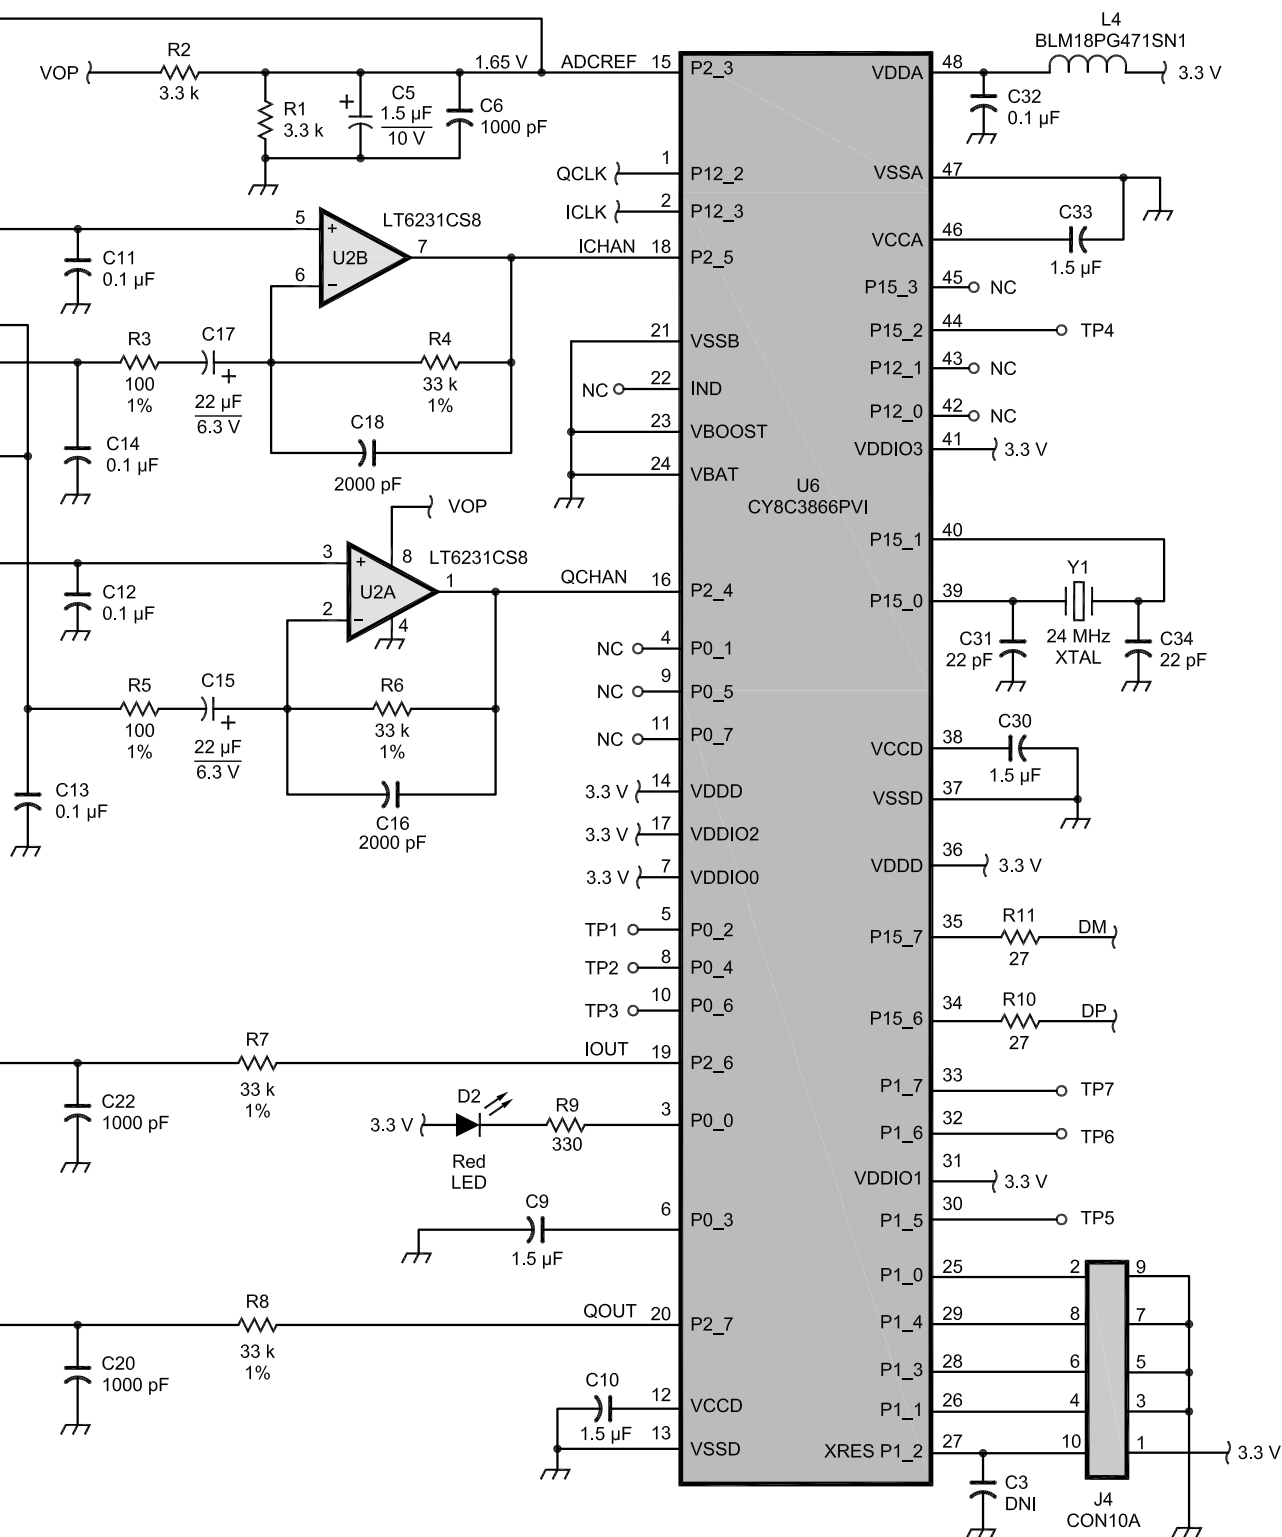 L4
BLM18PG471SN1
3.3 V
VOP
R2
3.3 k
R1
3.3 k
+
C5
1.5 µF
10 V
C6
1000 pF
1.65 V
ADCREF
15
P2_3
QCLK
1
P12_2
ICLK
2
P12_3
C11
0.1 µF
5
+
6
–
U2B
LT6231CS8
7
ICHAN
18
P2_5
R3
100
1%
C17
+
22 µF
6.3 V
R4
33 k
1%
C18
2000 pF
C14
0.1 µF
21
VSSB
NC
22
IND
23
VBOOST
24
VBAT
U6
CY8C3866PVI
VOP
C12
0.1 µF
3
+
2
–
8
4
U2A
LT6231CS8
1
QCHAN
16
P2_4
R5
100
1%
C15
+
22 µF
6.3 V
R6
33 k
1%
C16
2000 pF
C13
0.1 µF
NC
4
P0_1
NC
9
P0_5
NC
11
P0_7
3.3 V
14
VDDD
3.3 V
17
VDDIO2
3.3 V
7
VDDIO0
TP1
5
P0_2
TP2
8
P0_4
TP3
10
P0_6
C22
1000 pF
R7
33 k
1%
IOUT
19
P2_6
3.3 V
D2
Red
LED
R9
330
3
P0_0
C9
1.5 µF
6
P0_3
C20
1000 pF
R8
33 k
1%
QOUT
20
P2_7
C10
1.5 µF
12
VCCD
13
VSSD
VDDA
48
C32
0.1 µF
VSSA
47
VCCA
46
C33
1.5 µF
P15_3
45
NC
P15_2
44
TP4
P12_1
43
NC
P12_0
42
NC
VDDIO3
41
3.3 V
P15_1
40
P15_0
39
Y1
24 MHz
XTAL
C31
22 pF
C34
22 pF
VCCD
38
C30
1.5 µF
VSSD
37
VDDD
36
3.3 V
P15_7
35
R11
27
DM
P15_6
34
R10
27
DP
P1_7
33
TP7
P1_6
32
TP6
VDDIO1
31
3.3 V
P1_5
30
TP5
P1_0
25
2
9
P1_4
29
8
7
P1_3
28
6
5
P1_1
26
4
3
XRES P1_2
27
10
1
3.3 V
C3
DNI
J4
CON10A